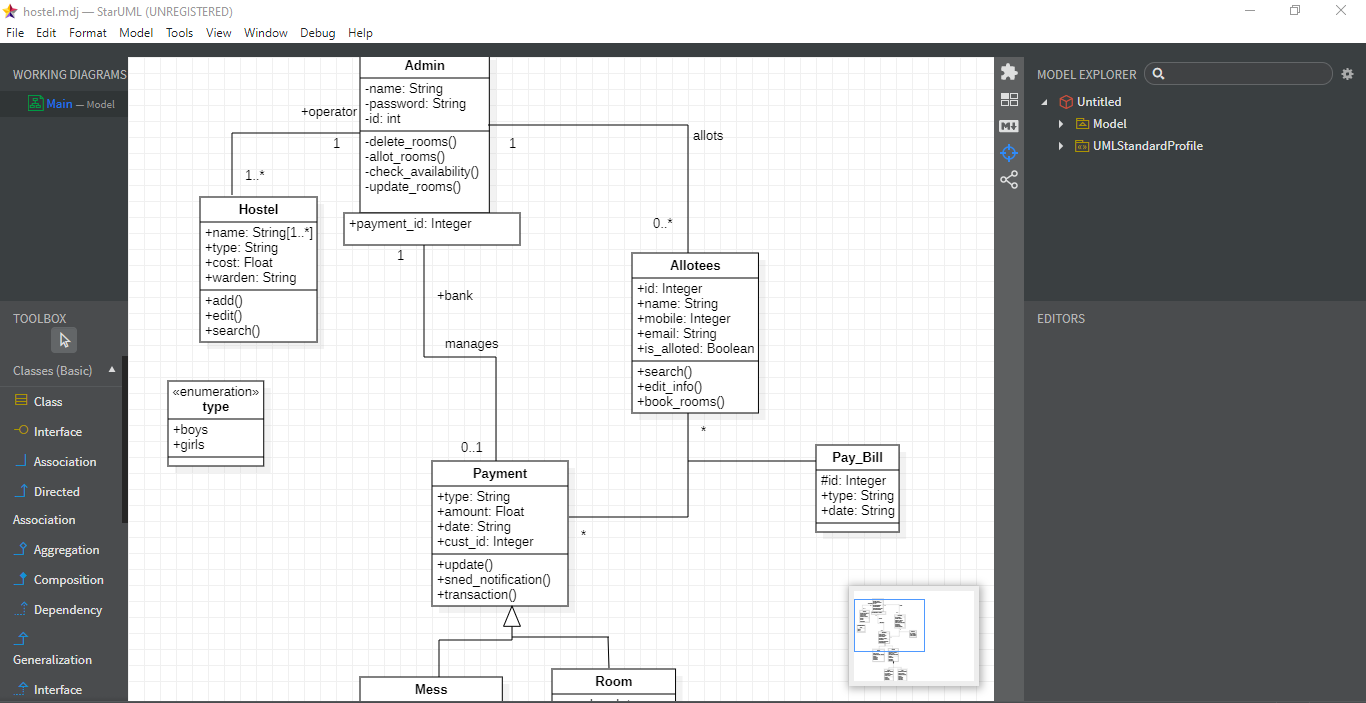 hostel.mdj — StarUML (UNREGISTERED)
File Edit Format Model Tools View Window Debug Help
WORKING DIAGRAMS
Main — Model
TOOLBOX
Classes (Basic)
Class
Interface
Association
Directed
Association
Aggregation
Composition
Dependency
Generalization
Interface
Admin
-name: String
-password: String
-id: int
-delete_rooms()
-allot_rooms()
-check_availability()
-update_rooms()
+payment_id: Integer
+operator
1
1..*
1
allots
0..*
Hostel
+name: String[1..*]
+type: String
+cost: Float
+warden: String
+add()
+edit()
+search()
1
+bank
manages
0..1
Allotees
+id: Integer
+name: String
+mobile: Integer
+email: String
+is_alloted: Boolean
+search()
+edit_info()
+book_rooms()
*
«enumeration»
type
+boys
+girls
Payment
+type: String
+amount: Float
+date: String
+cust_id: Integer
+update()
+sned_notification()
+transaction()
*
Pay_Bill
#id: Integer
+type: String
+date: String
Mess
Room
MODEL EXPLORER
Untitled
Model
UMLStandardProfile
EDITORS